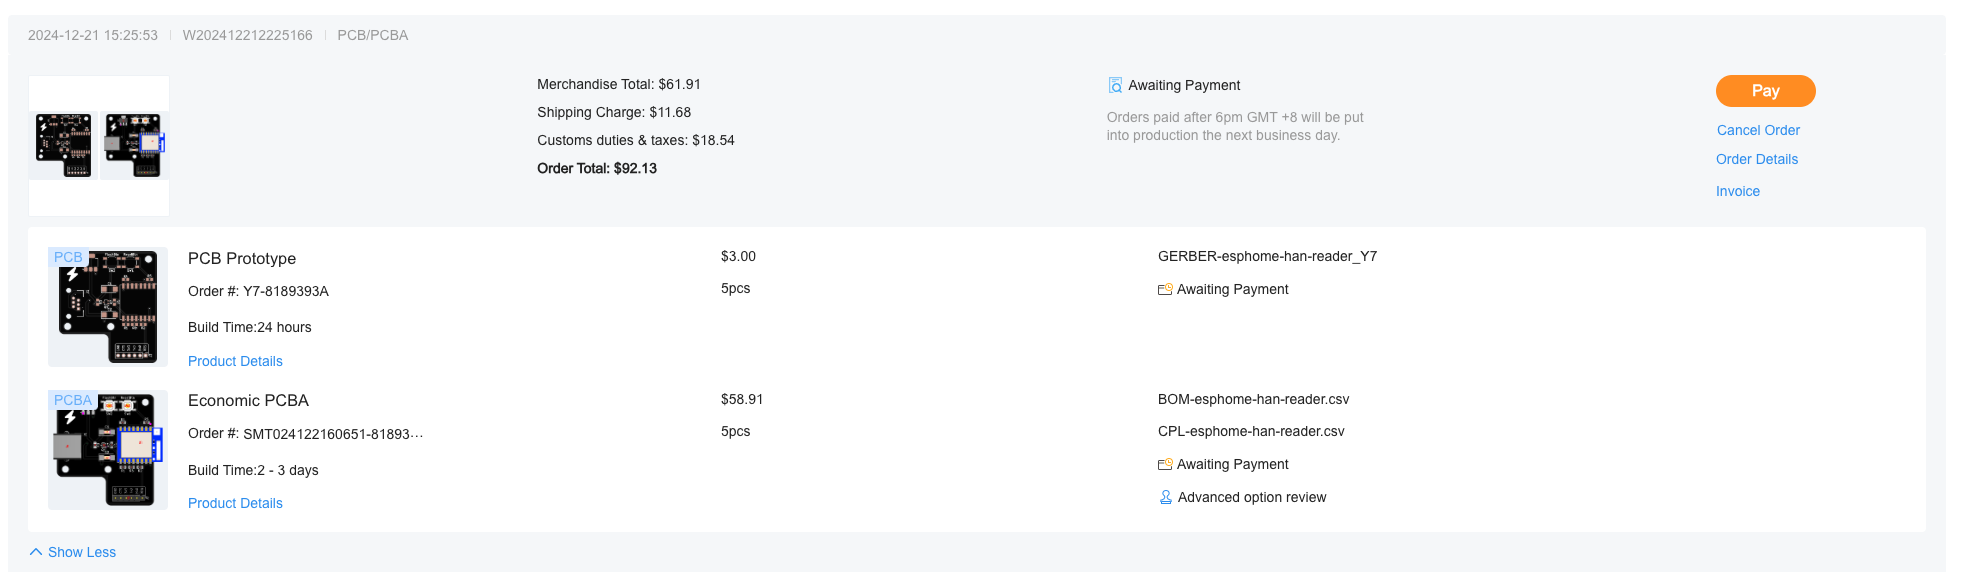 2024-12-21 15:25:53 | W202412212225166 | PCB/PCBA
Merchandise Total: $61.91
Shipping Charge: $11.68
Customs duties & taxes: $18.54
Order Total: $92.13
Awaiting Payment
Orders paid after 6pm GMT +8 will be put
into production the next business day.
Pay
Cancel Order
Order Details
Invoice
PCB
PCB Prototype
Order #: Y7-8189393A
Build Time:24 hours
Product Details
$3.00
5pcs
GERBER-esphome-han-reader_Y7
Awaiting Payment
PCBA
Economic PCBA
Order #: SMT024122160651-81893…
Build Time:2 - 3 days
Product Details
$58.91
5pcs
BOM-esphome-han-reader.csv
CPL-esphome-han-reader.csv
Awaiting Payment
Advanced option review
Show Less